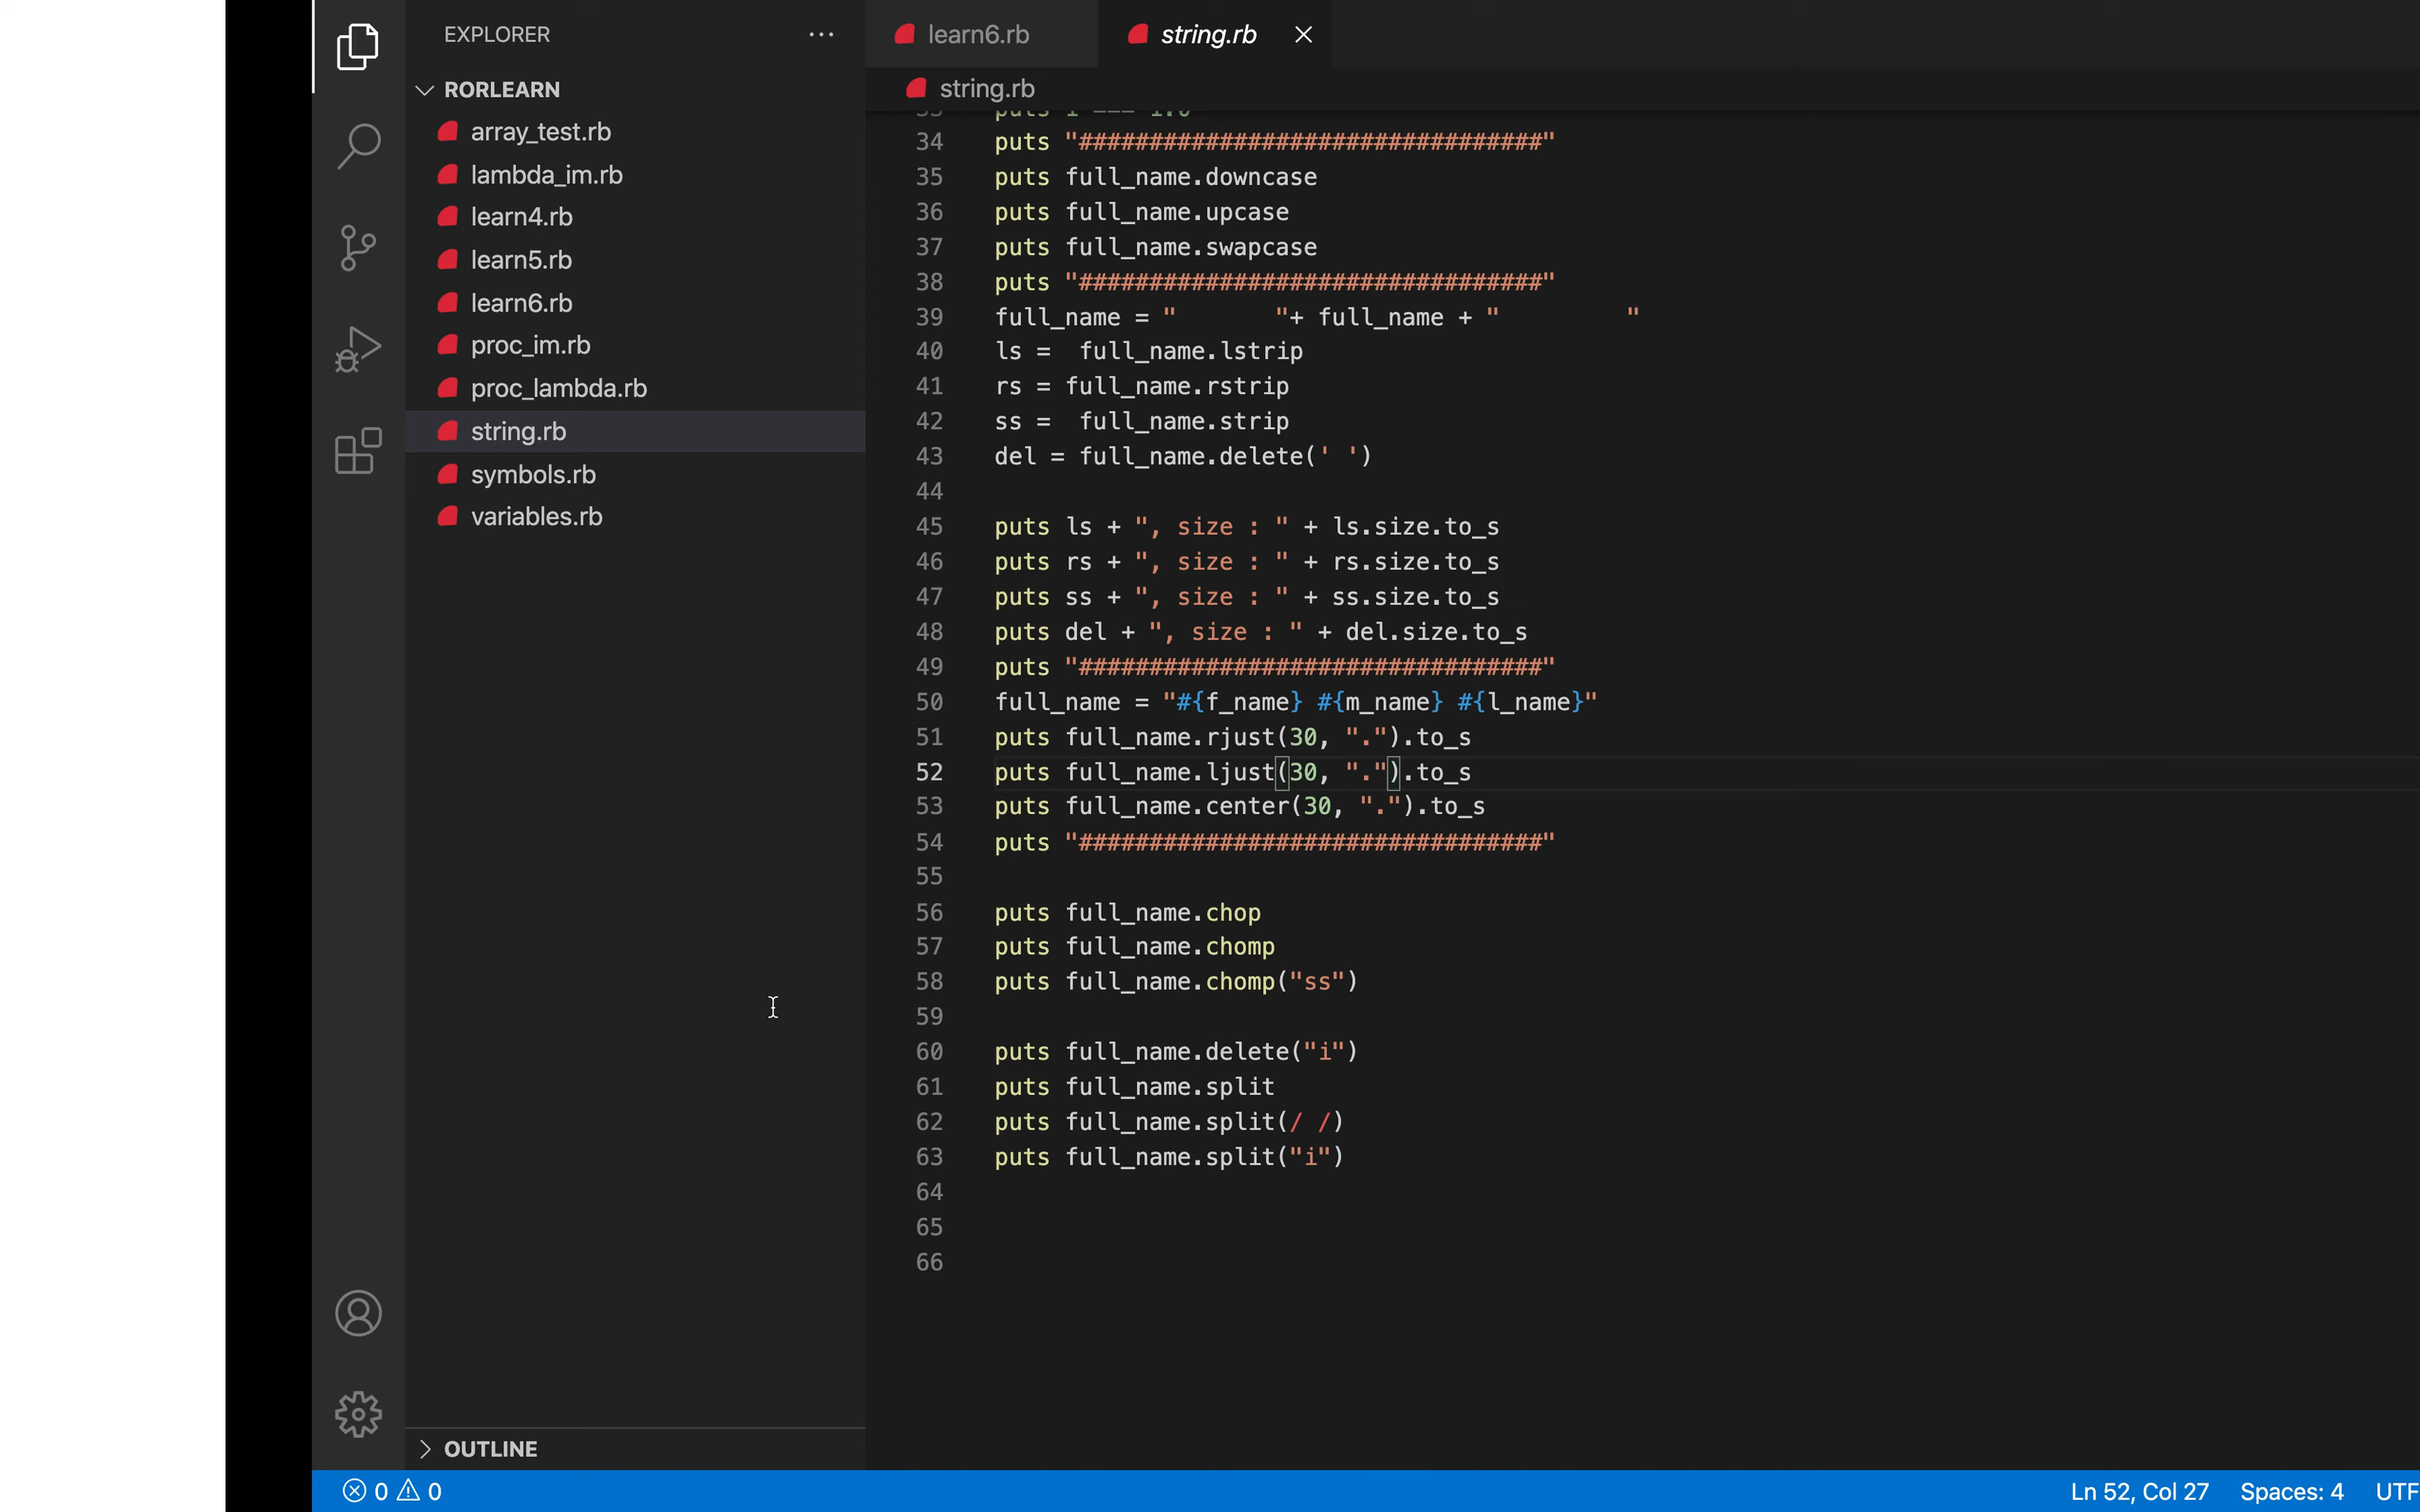 EXPLORER
RORLEARN
array_test.rb
lambda_im.rb
learn4.rb
learn5.rb
learn6.rb
proc_im.rb
proc_lambda.rb
string.rb
symbols.rb
variables.rb
OUTLINE
learn6.rb
string.rb
string.rb
34 puts "#################################"
35 puts full_name.downcase
36 puts full_name.upcase
37 puts full_name.swapcase
38 puts "#################################"
39 full_name = "       "+ full_name + "         "
40 ls =  full_name.lstrip
41 rs = full_name.rstrip
42 ss =  full_name.strip
43 del = full_name.delete(' ')
44
45 puts ls + ", size : " + ls.size.to_s
46 puts rs + ", size : " + rs.size.to_s
47 puts ss + ", size : " + ss.size.to_s
48 puts del + ", size : " + del.size.to_s
49 puts "#################################"
50 full_name = "#{f_name} #{m_name} #{l_name}"
51 puts full_name.rjust(30, ".").to_s
52 puts full_name.ljust(30, ".").to_s
53 puts full_name.center(30, ".").to_s
54 puts "#################################"
55
56 puts full_name.chop
57 puts full_name.chomp
58 puts full_name.chomp("ss")
59
60 puts full_name.delete("i")
61 puts full_name.split
62 puts full_name.split(/ /)
63 puts full_name.split("i")
64
65
66
0 0 Ln 52, Col 27 Spaces: 4 UTF